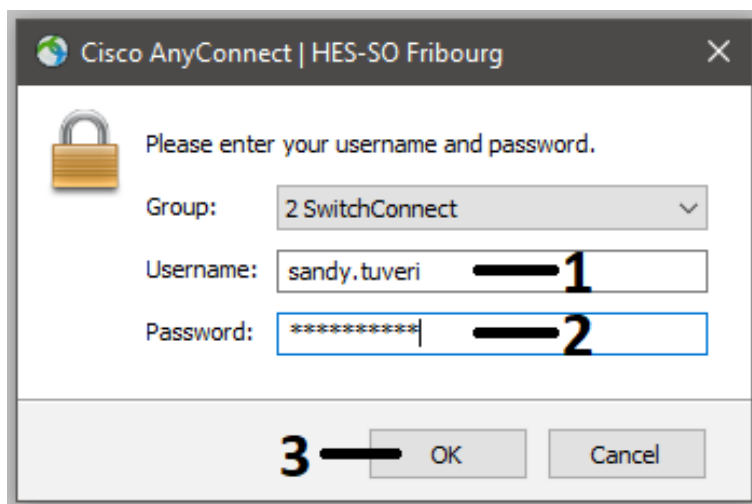 Cisco AnyConnect | HES-SO Fribourg
Please enter your username and password.
Group: 2 SwitchConnect
Username: sandy.tuveri 1
Password: ********** 2
3 OK Cancel